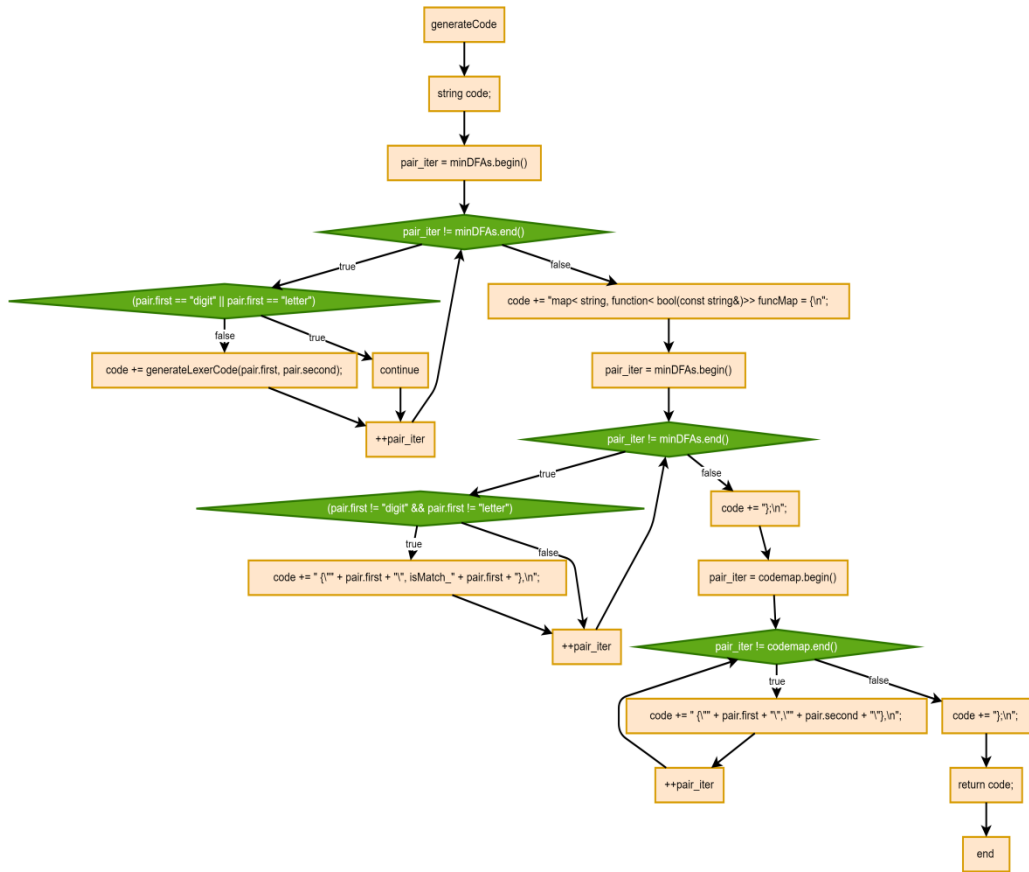 generateCode
string code;
pair_iter = minDFAs.begin()
pair_iter != minDFAs.end()
true
false
(pair.first == "digit" || pair.first == "letter")
code += "map< string, function< bool(const string&)>> funcMap = {\n";
false
true
code += generateLexerCode(pair.first, pair.second);
continue
pair_iter = minDFAs.begin()
++pair_iter
pair_iter != minDFAs.end()
true
false
(pair.first != "digit" && pair.first != "letter")
code += "};\n";
true
false
code += " {\"" + pair.first + "\", isMatch_" + pair.first + "},\n";
pair_iter = codemap.begin()
++pair_iter
pair_iter != codemap.end()
true
false
code += " {\"" + pair.first + "\",\"" + pair.second + "\"},\n";
code += "};\n";
++pair_iter
return code;
end